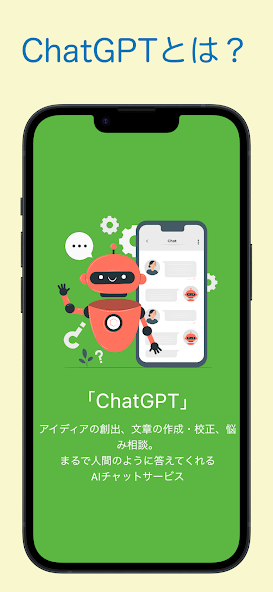 ChatGPTとは？
Chat
「ChatGPT」
アイディアの創出、文章の作成・校正、悩
み相談。
まるで人間のように答えてくれる
AIチャットサービス